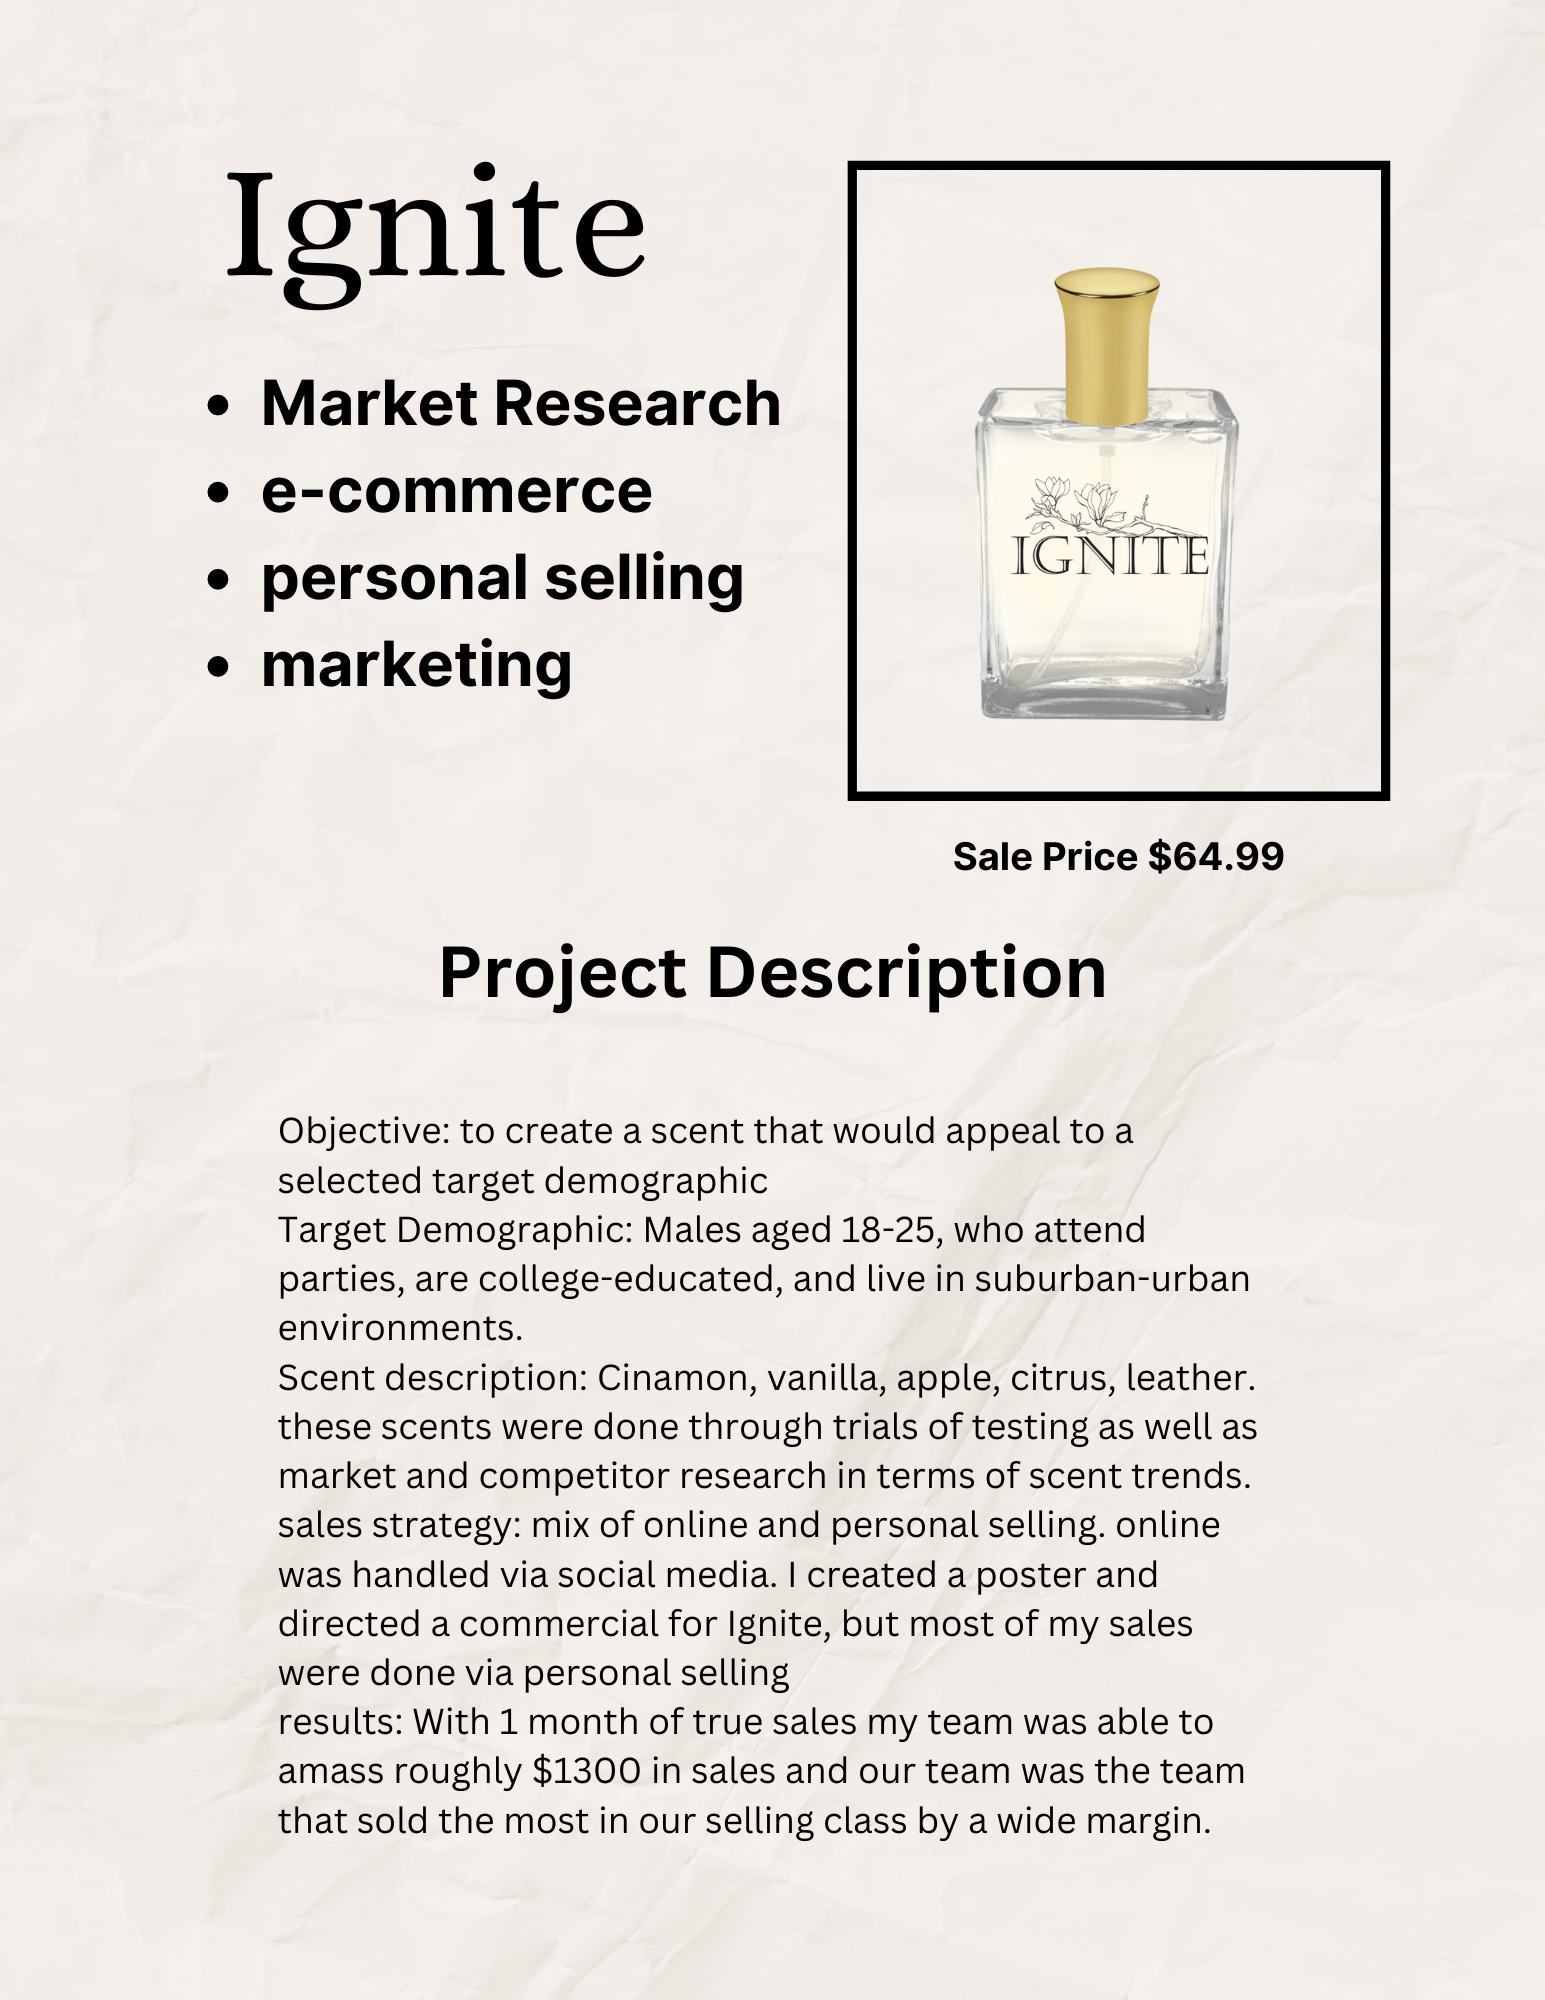 Ignite
• Market Research
• e-commerce
• personal selling
• marketing
IGNITE
Sale Price $64.99
Project Description
Objective: to create a scent that would appeal to a
selected target demographic
Target Demographic: Males aged 18-25, who attend
parties, are college-educated, and live in suburban-urban
environments.
Scent description: Cinamon, vanilla, apple, citrus, leather.
these scents were done through trials of testing as well as
market and competitor research in terms of scent trends.
sales strategy: mix of online and personal selling. online
was handled via social media. I created a poster and
directed a commercial for Ignite, but most of my sales
were done via personal selling
results: With 1 month of true sales my team was able to
amass roughly $1300 in sales and our team was the team
that sold the most in our selling class by a wide margin.